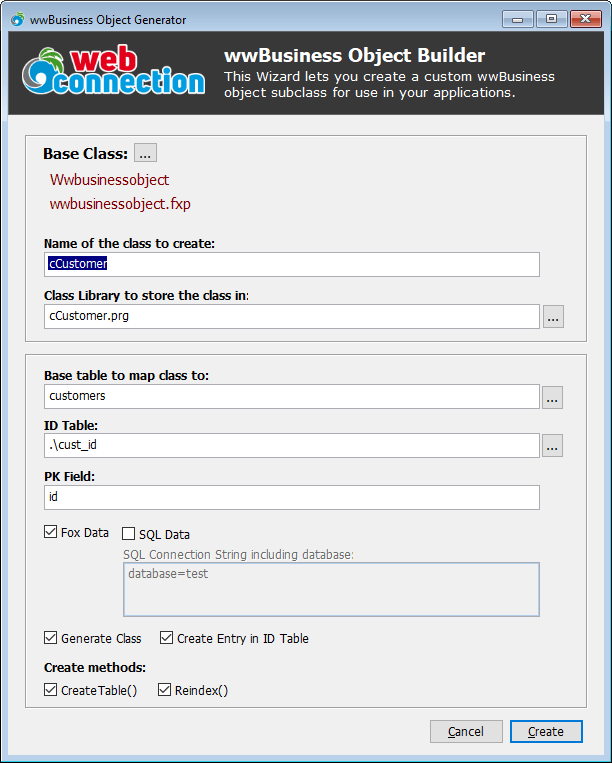 wwBusiness Object Generator
web connection
wwBusiness Object Builder
This Wizard lets you create a custom wwBusiness
object subclass for use in your applications.
Base Class: ...
Wwbusinessobject
wwbusinessobject.fxp
Name of the class to create:
cCustomer
Class Library to store the class in:
cCustomer.prg ...
Base table to map class to:
customers ...
ID Table:
.\cust_id ...
PK Field:
id
Fox Data SQL Data
SQL Connection String including database:
database=test
Generate Class Create Entry in ID Table
Create methods:
CreateTable() Reindex()
Cancel Create